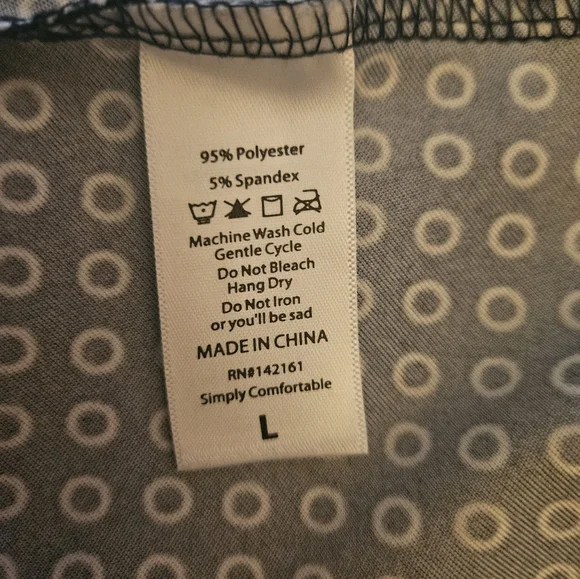 95% Polyester
5% Spandex
Machine Wash Cold
Gentle Cycle
Do Not Bleach
Hang Dry
Do Not Iron
or you'll be sad
MADE IN CHINA
RN#142161
Simply Comfortable
L